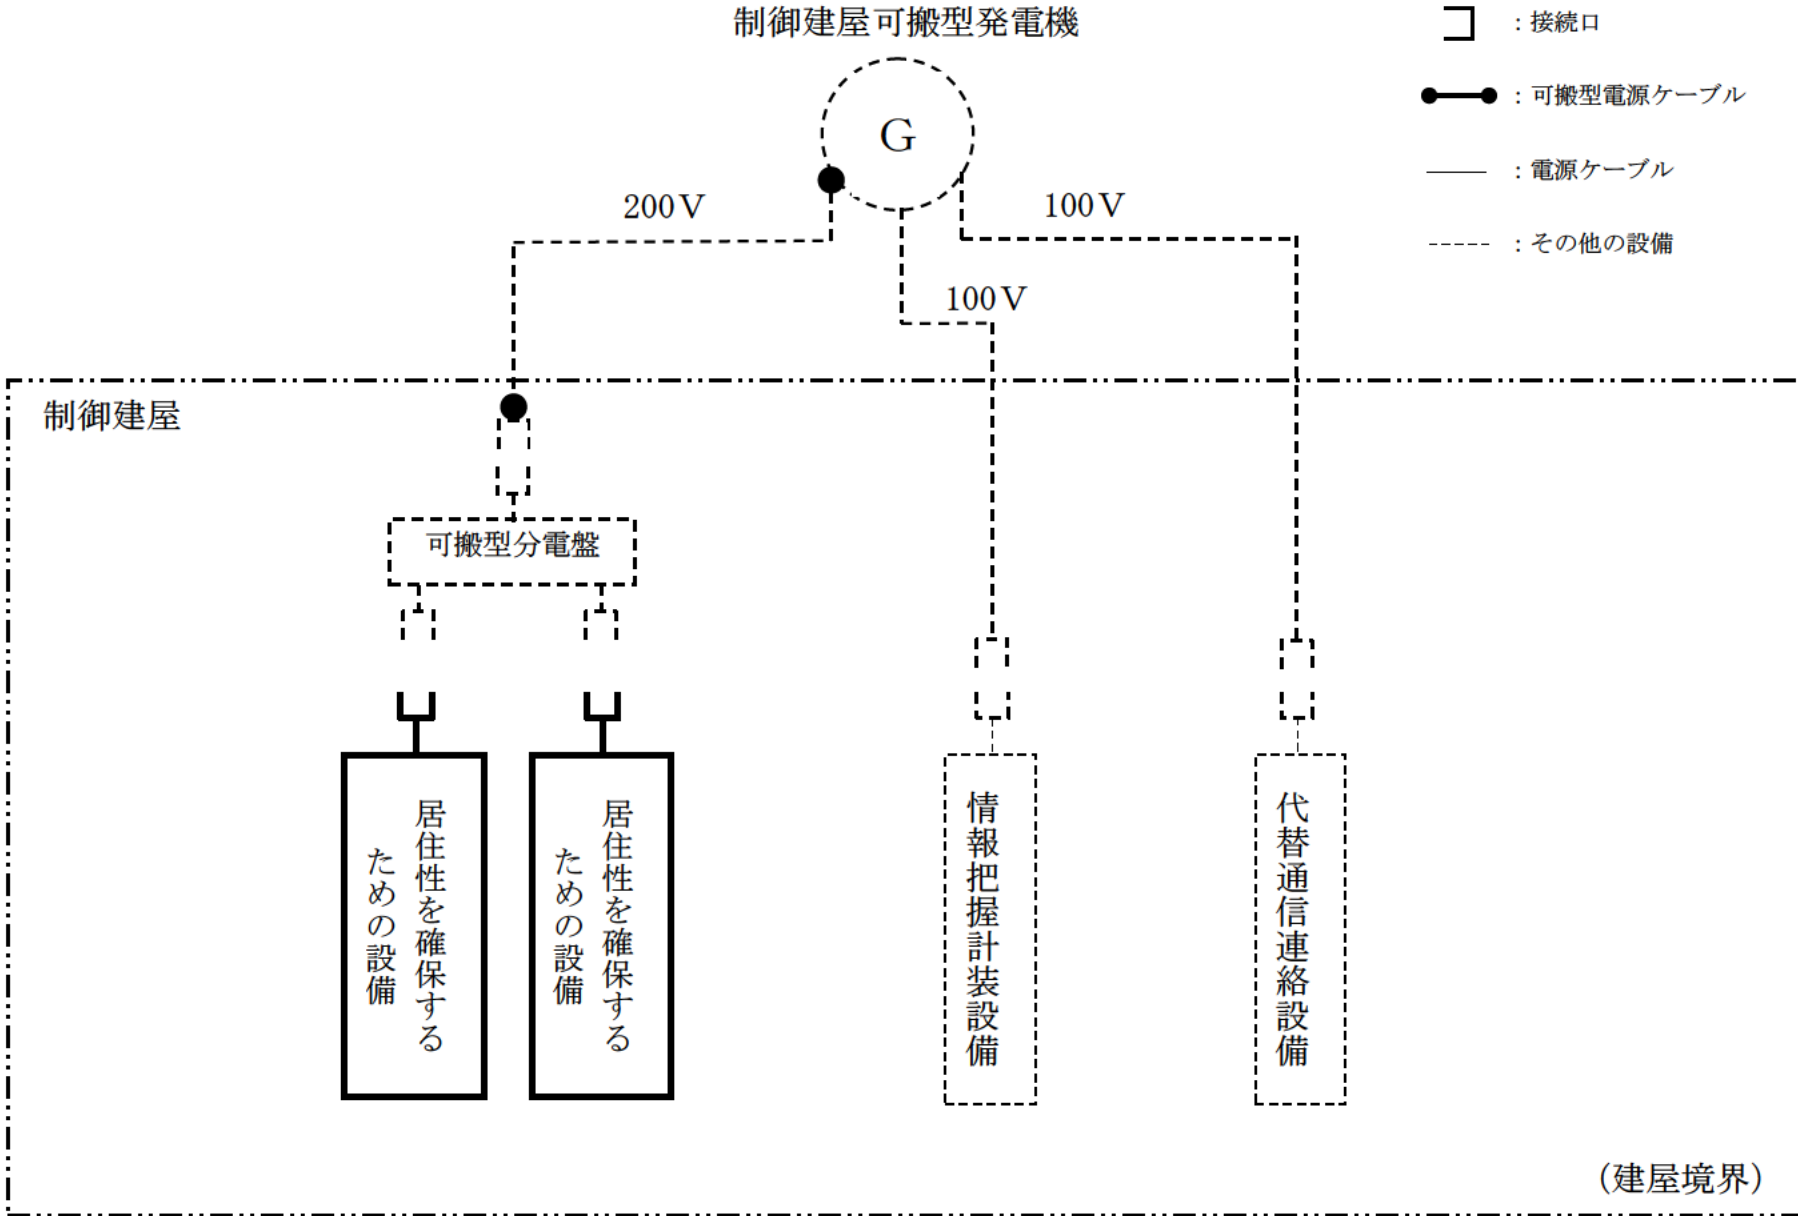 制御建屋可搬型発電機
：接続口
：可搬型電源ケーブル
：電源ケーブル
：その他の設備
G
200V
100V
100V
制御建屋
可搬型分電盤
居住性を確保する
ための設備
居住性を確保する
ための設備
情報把握計装設備
代替通信連絡設備
（建屋境界）